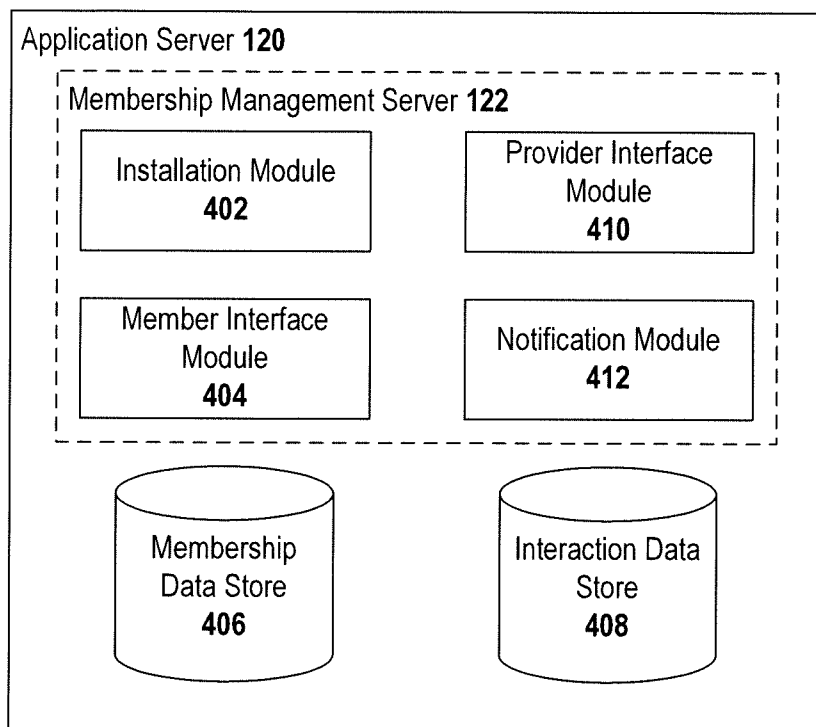 Application Server 120
Membership Management Server 122
Installation Module
402
Provider Interface
Module
410
Member Interface
Module
404
Notification Module
412
Membership
Data Store
406
Interaction Data
Store
408